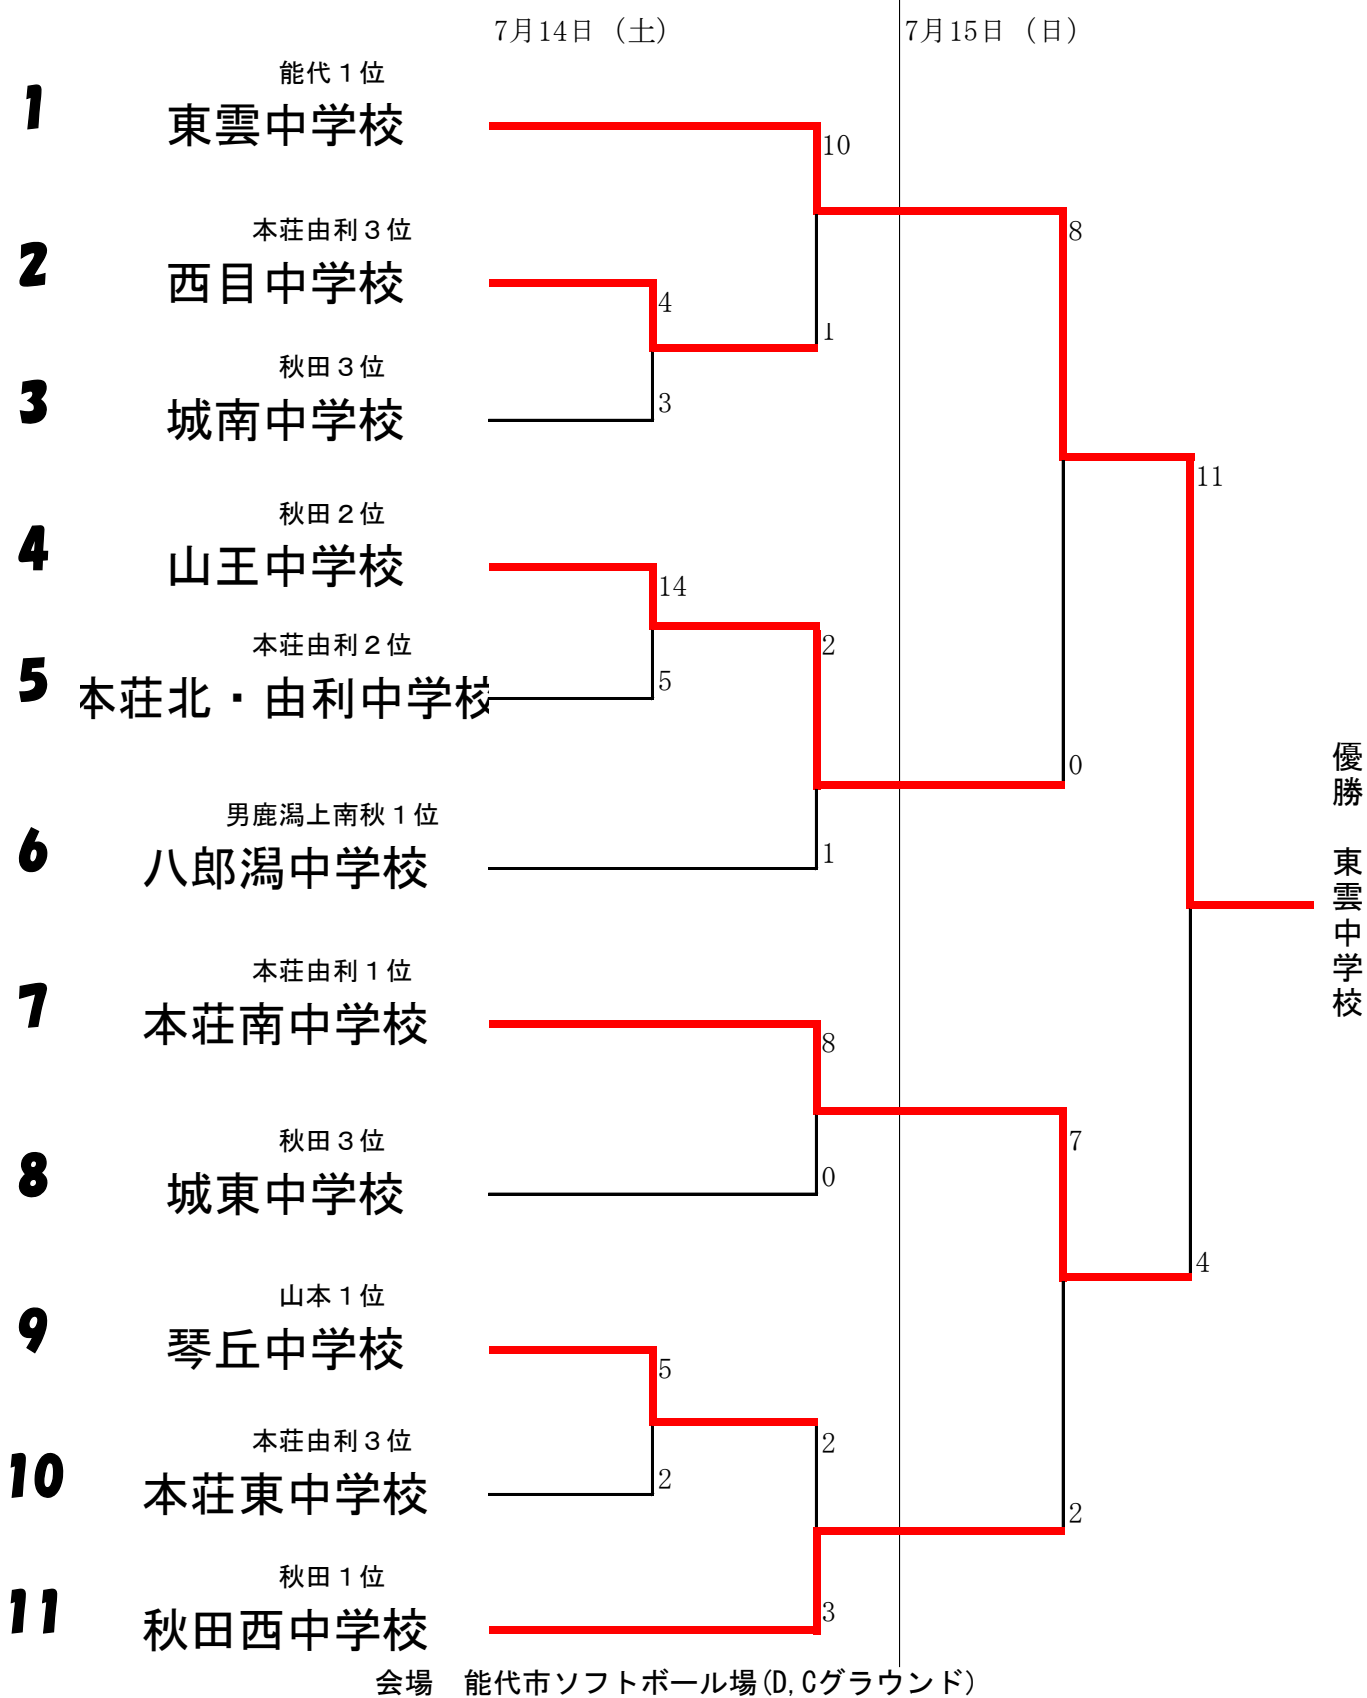 7月14日（土）
7月15日（日）
能代１位
1
東雲中学校
10
本荘由利３位
8
2
西目中学校
4
1
秋田３位
3
城南中学校
3
11
秋田２位
4
山王中学校
14
本荘由利２位
2
5
本荘北・由利中学校
5
0
優勝　東雲中学校
男鹿潟上南秋１位
6
八郎潟中学校
1
本荘由利１位
7
本荘南中学校
8
秋田３位
7
8
城東中学校
0
4
山本１位
9
琴丘中学校
5
本荘由利３位
2
10
本荘東中学校
2
2
秋田１位
11
秋田西中学校
3
会場　能代市ソフトボール場(D,Cグラウンド)